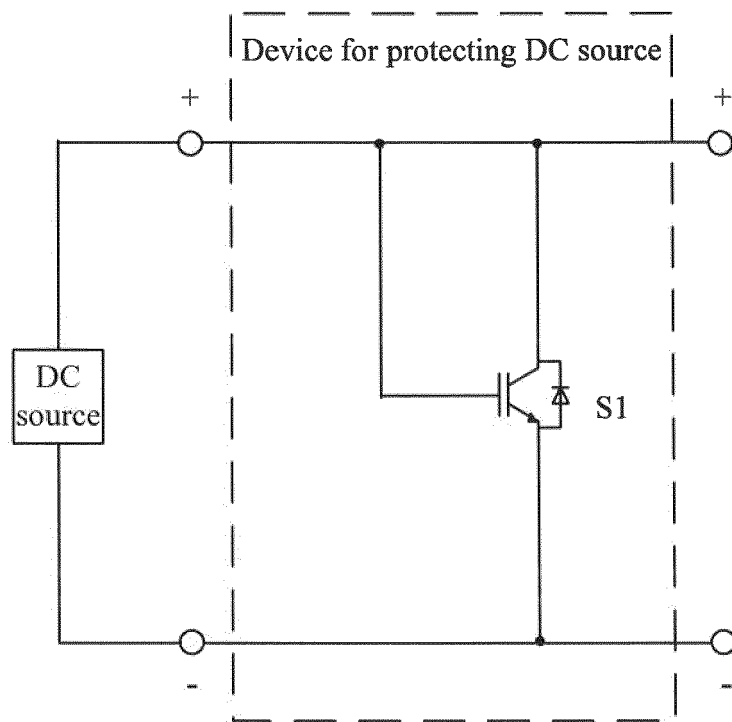 Device for protecting DC source
+
+
DC
source
S1
-
-